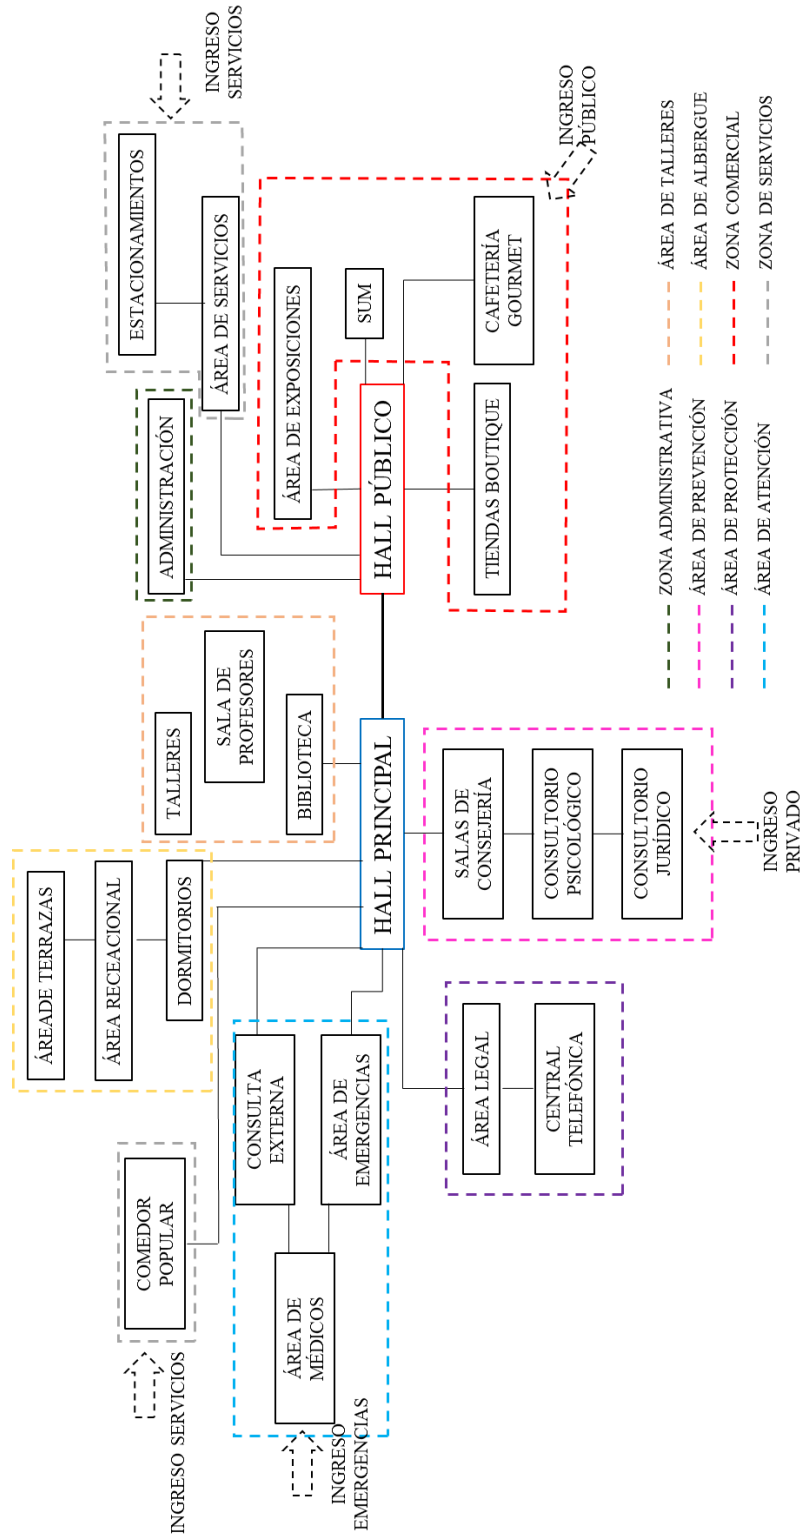 INGRESO SERVICIOS
COMEDOR
POPULAR
ÁREADE TERRAZAS
ÁREA RECEACIONAL
DORMITORIOS
TALLERES
SALA DE
PROFESORES
BIBLIOTECA
ADMINISTRACIÓN
ESTACIONAMIENTOS
ÁREA DE SERVICIOS
INGRESO
SERVICIOS
INGRESO
EMERGENCIAS
ÁREA DE
MÉDICOS
CONSULTA
EXTERNA
ÁREA DE
EMERGENCIAS
HALL PRINCIPAL
HALL PÚBLICO
ÁREA DE EXPOSICIONES
SUM
TIENDAS BOUTIQUE
CAFETERÍA
GOURMET
INGRESO
PÚBLICO
ÁREA LEGAL
CENTRAL
TELEFÓNICA
SALAS DE
CONSEJERÍA
CONSULTORIO
PSICOLÓGICO
CONSULTORIO
JURÍDICO
INGRESO
PRIVADO
ZONA ADMINISTRATIVA
ÁREA DE PREVENCIÓN
ÁREA DE PROTECCIÓN
ÁREA DE ATENCIÓN
ÁREA DE TALLERES
ÁREA DE ALBERGUE
ZONA COMERCIAL
ZONA DE SERVICIOS